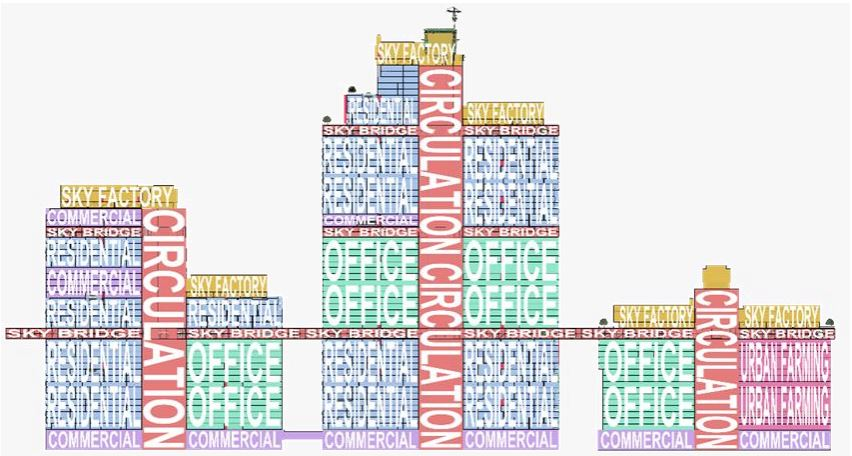 SKY FACTORY
COMMERCIAL
SKY BRIDGE
RESIDENTIAL
COMMERCIAL
RESIDENTIAL
CIRCULATION
SKY FACTORY
RESIDENTIAL
SKY BRIDGE
SKY BRIDGE
RESIDENTIAL
RESIDENTIAL
COMMERCIAL
OFFICE
OFFICE
COMMERCIAL
SKY FACTORY
RESIDENTIAL
SKY BRIDGE
RESIDENTIAL
RESIDENTIAL
COMMERCIAL
SKY BRIDGE
OFFICE
OFFICE
SKY BRIDGE
RESIDENTIAL
RESIDENTIAL
COMMERCIAL
CIRCULATION CIRCULATION
SKY FACTORY
SKY BRIDGE
RESIDENTIAL
RESIDENTIAL
SKY BRIDGE
OFFICE
OFFICE
SKY BRIDGE
RESIDENTIAL
RESIDENTIAL
COMMERCIAL
SKY FACTORY
SKY BRIDGE
OFFICE
OFFICE
COMMERCIAL
CIRCULATION
SKY FACTORY
SKY BRIDGE
URBAN FARMING
URBAN FARMING
COMMERCIAL